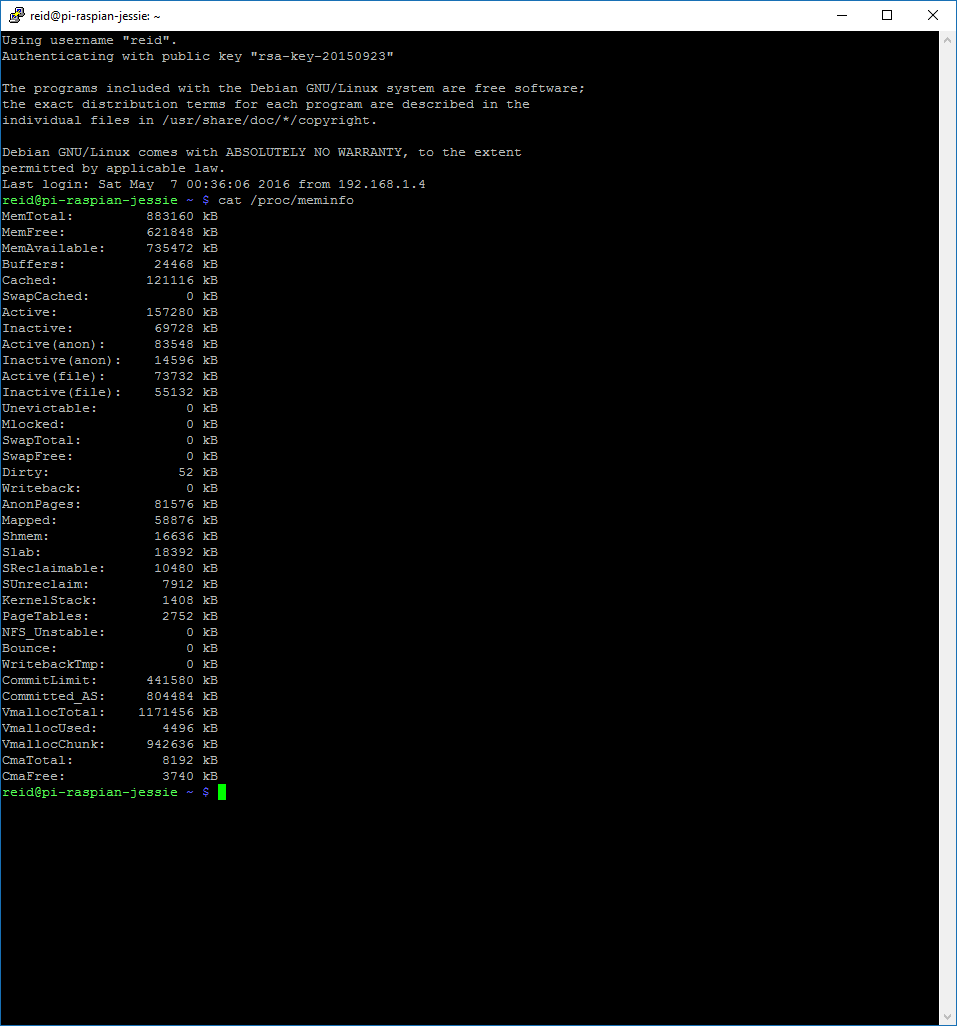 reid@pi-raspian-jessie: ~
Using username "reid".
Authenticating with public key "rsa-key-20150923"
The programs included with the Debian GNU/Linux system are free software;
the exact distribution terms for each program are described in the
individual files in /usr/share/doc/*/copyright.
Debian GNU/Linux comes with ABSOLUTELY NO WARRANTY, to the extent
permitted by applicable law.
Last login: Sat May  7 00:36:06 2016 from 192.168.1.4
reid@pi-raspian-jessie ~ $ cat /proc/meminfo
MemTotal:         883160 kB
MemFree:          621848 kB
MemAvailable:     735472 kB
Buffers:           24468 kB
Cached:           121116 kB
SwapCached:            0 kB
Active:           157280 kB
Inactive:          69728 kB
Active(anon):      83548 kB
Inactive(anon):    14596 kB
Active(file):      73732 kB
Inactive(file):    55132 kB
Unevictable:           0 kB
Mlocked:               0 kB
SwapTotal:             0 kB
SwapFree:              0 kB
Dirty:                52 kB
Writeback:             0 kB
AnonPages:         81576 kB
Mapped:            58876 kB
Shmem:             16636 kB
Slab:              18392 kB
SReclaimable:      10480 kB
SUnreclaim:         7912 kB
KernelStack:        1408 kB
PageTables:         2752 kB
NFS_Unstable:          0 kB
Bounce:                0 kB
WritebackTmp:          0 kB
CommitLimit:      441580 kB
Committed_AS:     804484 kB
VmallocTotal:    1171456 kB
VmallocUsed:        4496 kB
VmallocChunk:     942636 kB
CmaTotal:           8192 kB
CmaFree:            3740 kB
reid@pi-raspian-jessie ~ $